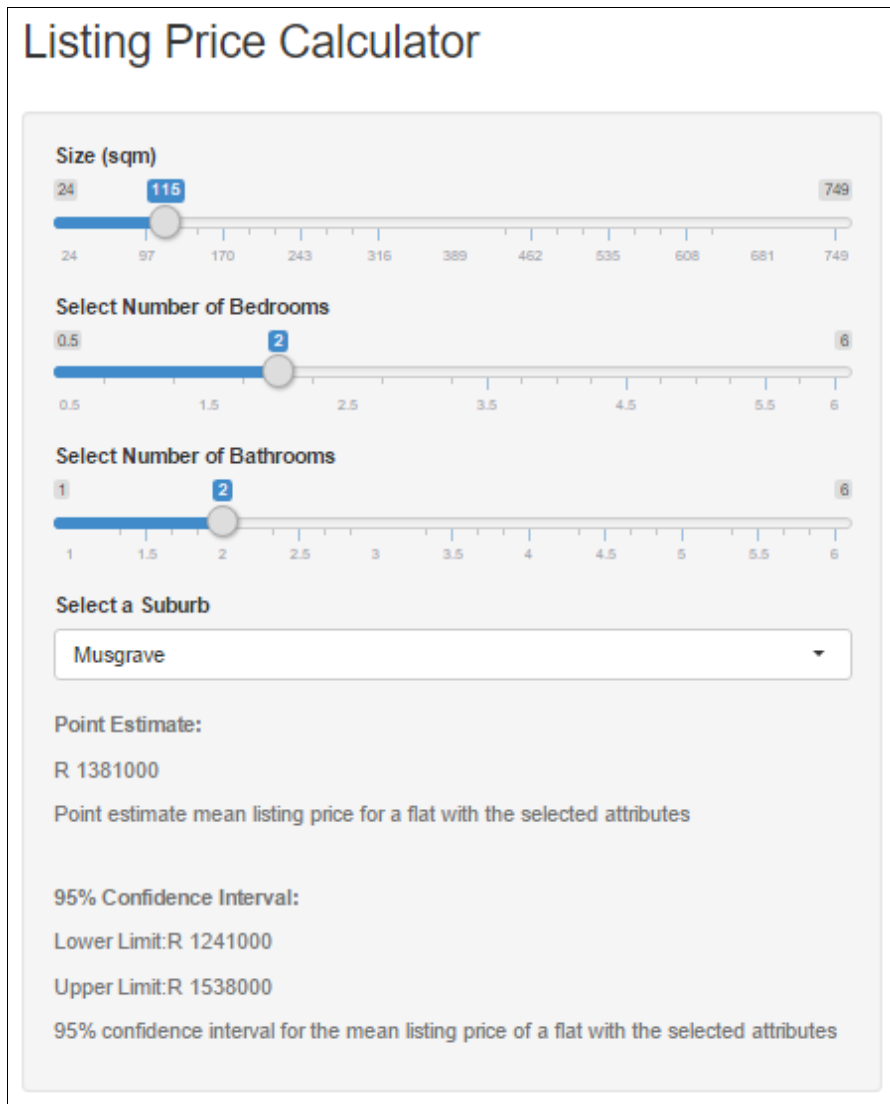 Listing Price Calculator
Size (sqm)
24 115 749
24 97 170 243 316 389 462 535 608 681 749
Select Number of Bedrooms
0.5 2 6
0.5 1.5 2.5 3.5 4.5 5.5 6
Select Number of Bathrooms
1 2 6
1 1.5 2 2.5 3 3.5 4 4.5 5 5.5 6
Select a Suburb
Musgrave
Point Estimate:
R 1381000
Point estimate mean listing price for a flat with the selected attributes
95% Confidence Interval:
Lower Limit:R 1241000
Upper Limit:R 1538000
95% confidence interval for the mean listing price of a flat with the selected attributes